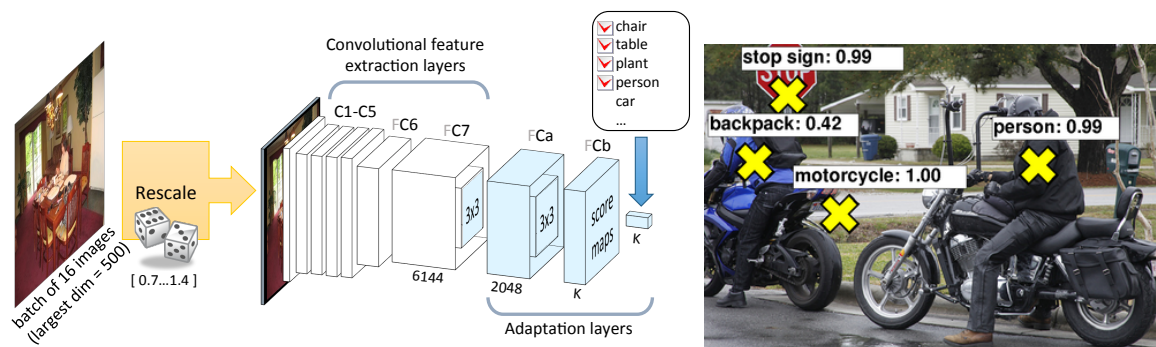 batch of 16 images
(largest dim = 500)
Rescale
[ 0.7...1.4 ]
Convolutional feature
extraction layers
C1-C5
FC6
FC7
3x3
6144
FCa
3x3
2048
FCb
score
maps
K
K
Adaptation layers
chair
table
plant
person
car
...
stop sign: 0.99
STOP
backpack: 0.42
person: 0.99
motorcycle: 1.00